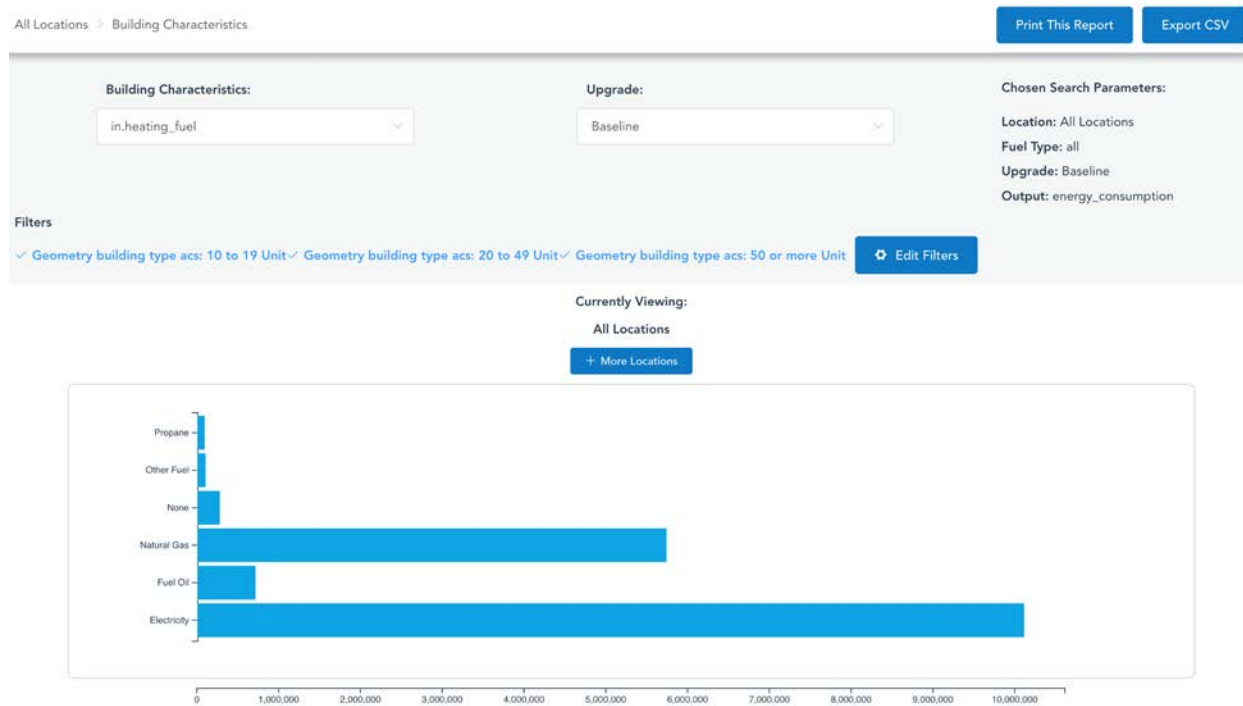 All Locations > Building Characteristics
Print This Report
Export CSV
Building Characteristics:
in.heating_fuel
Upgrade:
Baseline
Chosen Search Parameters:
Location: All Locations
Fuel Type: all
Upgrade: Baseline
Output: energy_consumption
Filters
✓ Geometry building type acs: 10 to 19 Unit ✓ Geometry building type acs: 20 to 49 Unit ✓ Geometry building type acs: 50 or more Unit
Edit Filters
Currently Viewing:
All Locations
+ More Locations
Propane
Other Fuel
None
Natural Gas
Fuel Oil
Electricity
0 1,000,000 2,000,000 3,000,000 4,000,000 5,000,000 6,000,000 7,000,000 8,000,000 9,000,000 10,000,000